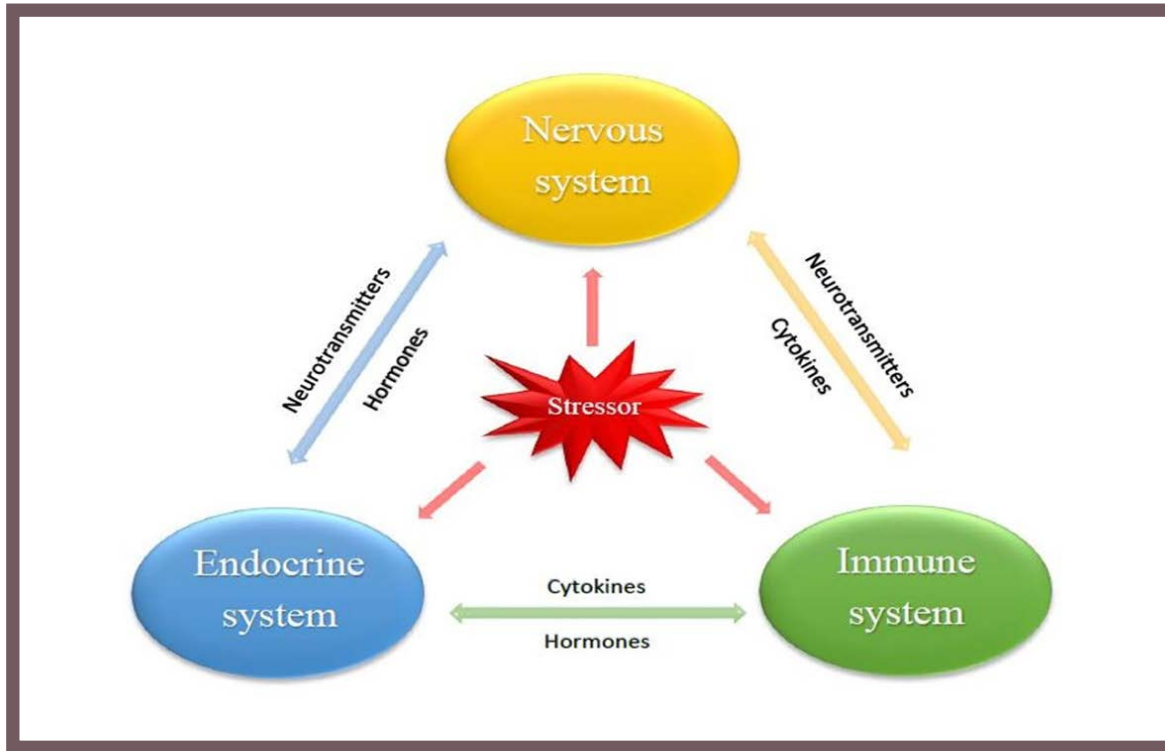 Nervous
system
Neurotransmitters
Hormones
Neurotransmitters
Cytokines
Stressor
Endocrine
system
Cytokines
Hormones
Immune
system